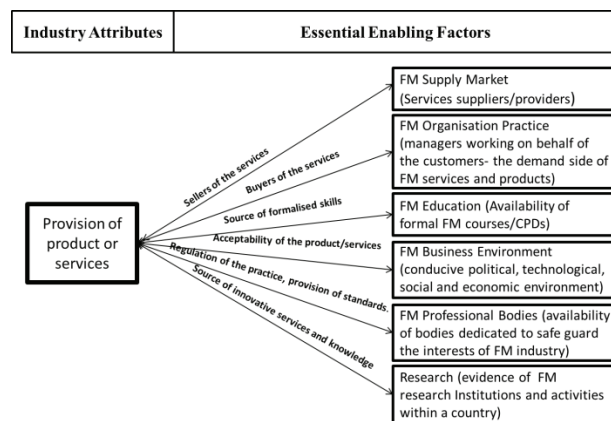 Industry Attributes
Essential Enabling Factors
Provision of
product or
services
Sellers of the services
Buyers of the services
Source of formalised skills
Acceptability of the product/services
Regulation of the practice, provision of standards.
Source of innovative services and knowledge
FM Supply Market
(Services suppliers/providers)
FM Organisation Practice
(managers working on behalf of
the customers- the demand side of
FM services and products)
FM Education (Availability of
formal FM courses/CPDs)
FM Business Environment
(conducive political, technological,
social and economic environment)
FM Professional Bodies (availability
of bodies dedicated to safe guard
the interests of FM industry)
Research (evidence of FM
research Institutions and activities
within a country)